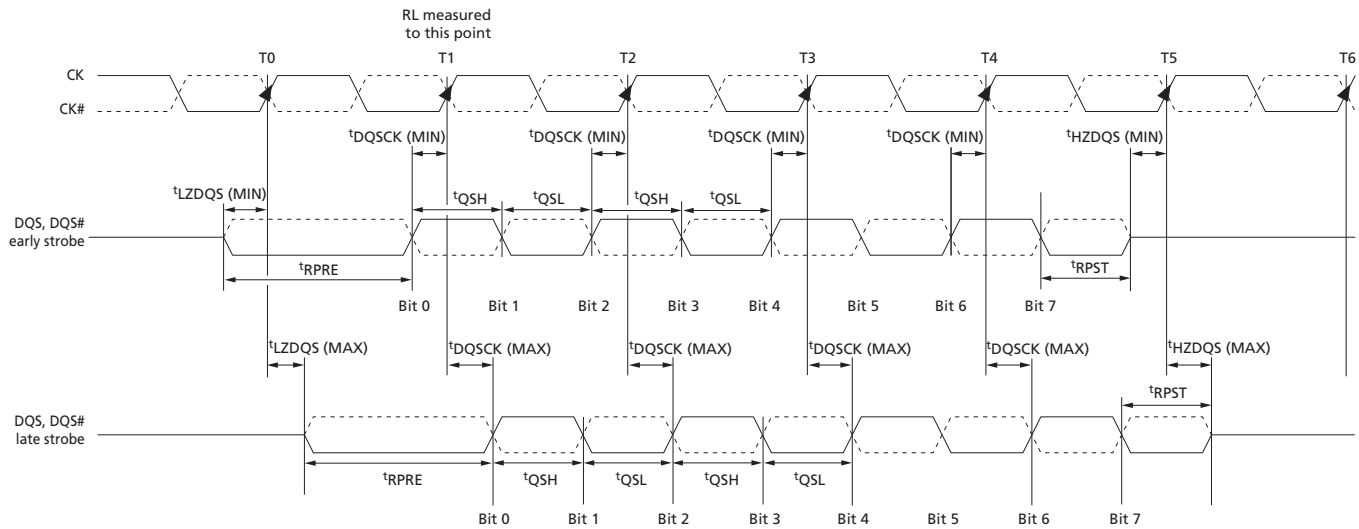 RL measured
to this point
T0 T1 T2 T3 T4 T5 T6
CK
CK#
tDQSCK (MIN) tDQSCK (MIN) tDQSCK (MIN) tDQSCK (MIN) tHZDQS (MIN)
tLZDQS (MIN)
tQSH tQSL tQSH tQSL
DQS, DQS#
early strobe
tRPRE tRPST
Bit 0 Bit 1 Bit 2 Bit 3 Bit 4 Bit 5 Bit 6 Bit 7
tLZDQS (MAX) tDQSCK (MAX) tDQSCK (MAX) tDQSCK (MAX) tDQSCK (MAX) tHZDQS (MAX)
tRPST
DQS, DQS#
late strobe
tRPRE tQSH tQSL tQSH tQSL
Bit 0 Bit 1 Bit 2 Bit 3 Bit 4 Bit 5 Bit 6 Bit 7